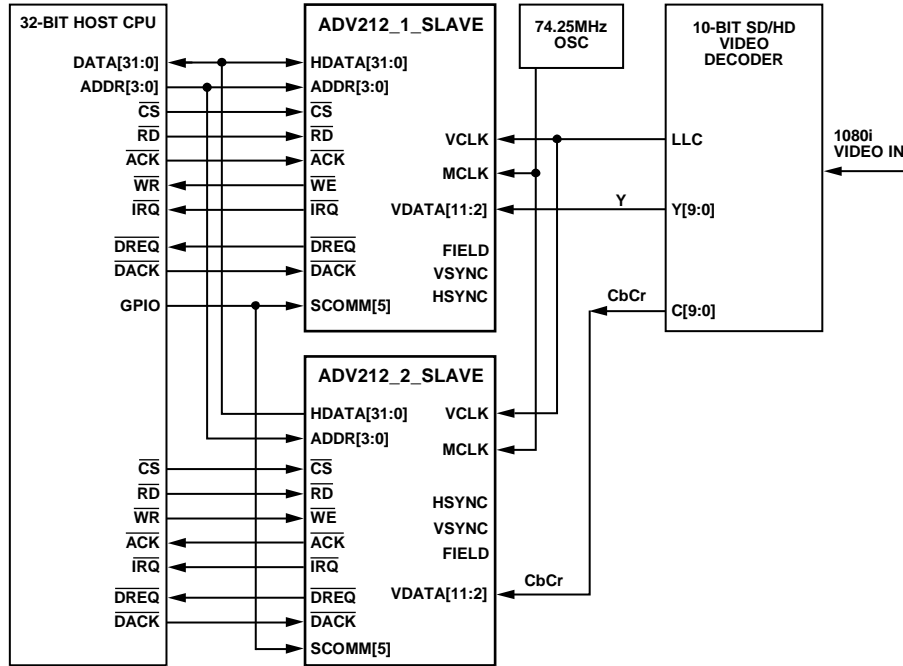 32-BIT HOST CPU
DATA[31:0]
ADDR[3:0]
CS
RD
ACK
WR
IRQ
DREQ
DACK
GPIO
CS
RD
WR
ACK
IRQ
DREQ
DACK
ADV212_1_SLAVE
HDATA[31:0]
ADDR[3:0]
CS
RD
ACK
WE
IRQ
DREQ
DACK
SCOMM[5]
VCLK
MCLK
VDATA[11:2]
FIELD
VSYNC
HSYNC
ADV212_2_SLAVE
HDATA[31:0]
ADDR[3:0]
CS
RD
WE
ACK
IRQ
DREQ
DACK
SCOMM[5]
VCLK
MCLK
HSYNC
VSYNC
FIELD
VDATA[11:2]
74.25MHz
OSC
Y
CbCr
CbCr
10-BIT SD/HD
VIDEO
DECODER
LLC
Y[9:0]
C[9:0]
1080i
VIDEO IN